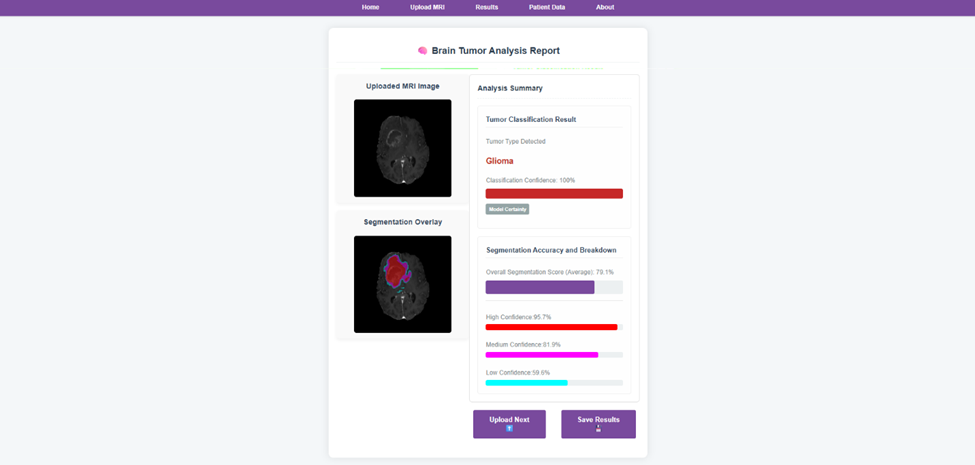 Home Upload MRI Results Patient Data About
🧠 Brain Tumor Analysis Report
Uploaded MRI Image
Segmentation Overlay
Analysis Summary
Tumor Classification Result
Tumor Type Detected
Glioma
Classification Confidence: 100%
Model Certainty
Segmentation Accuracy and Breakdown
Overall Segmentation Score (Average): 79.1%
High Confidence:95.7%
Medium Confidence:81.9%
Low Confidence:59.6%
Upload Next
Save Results